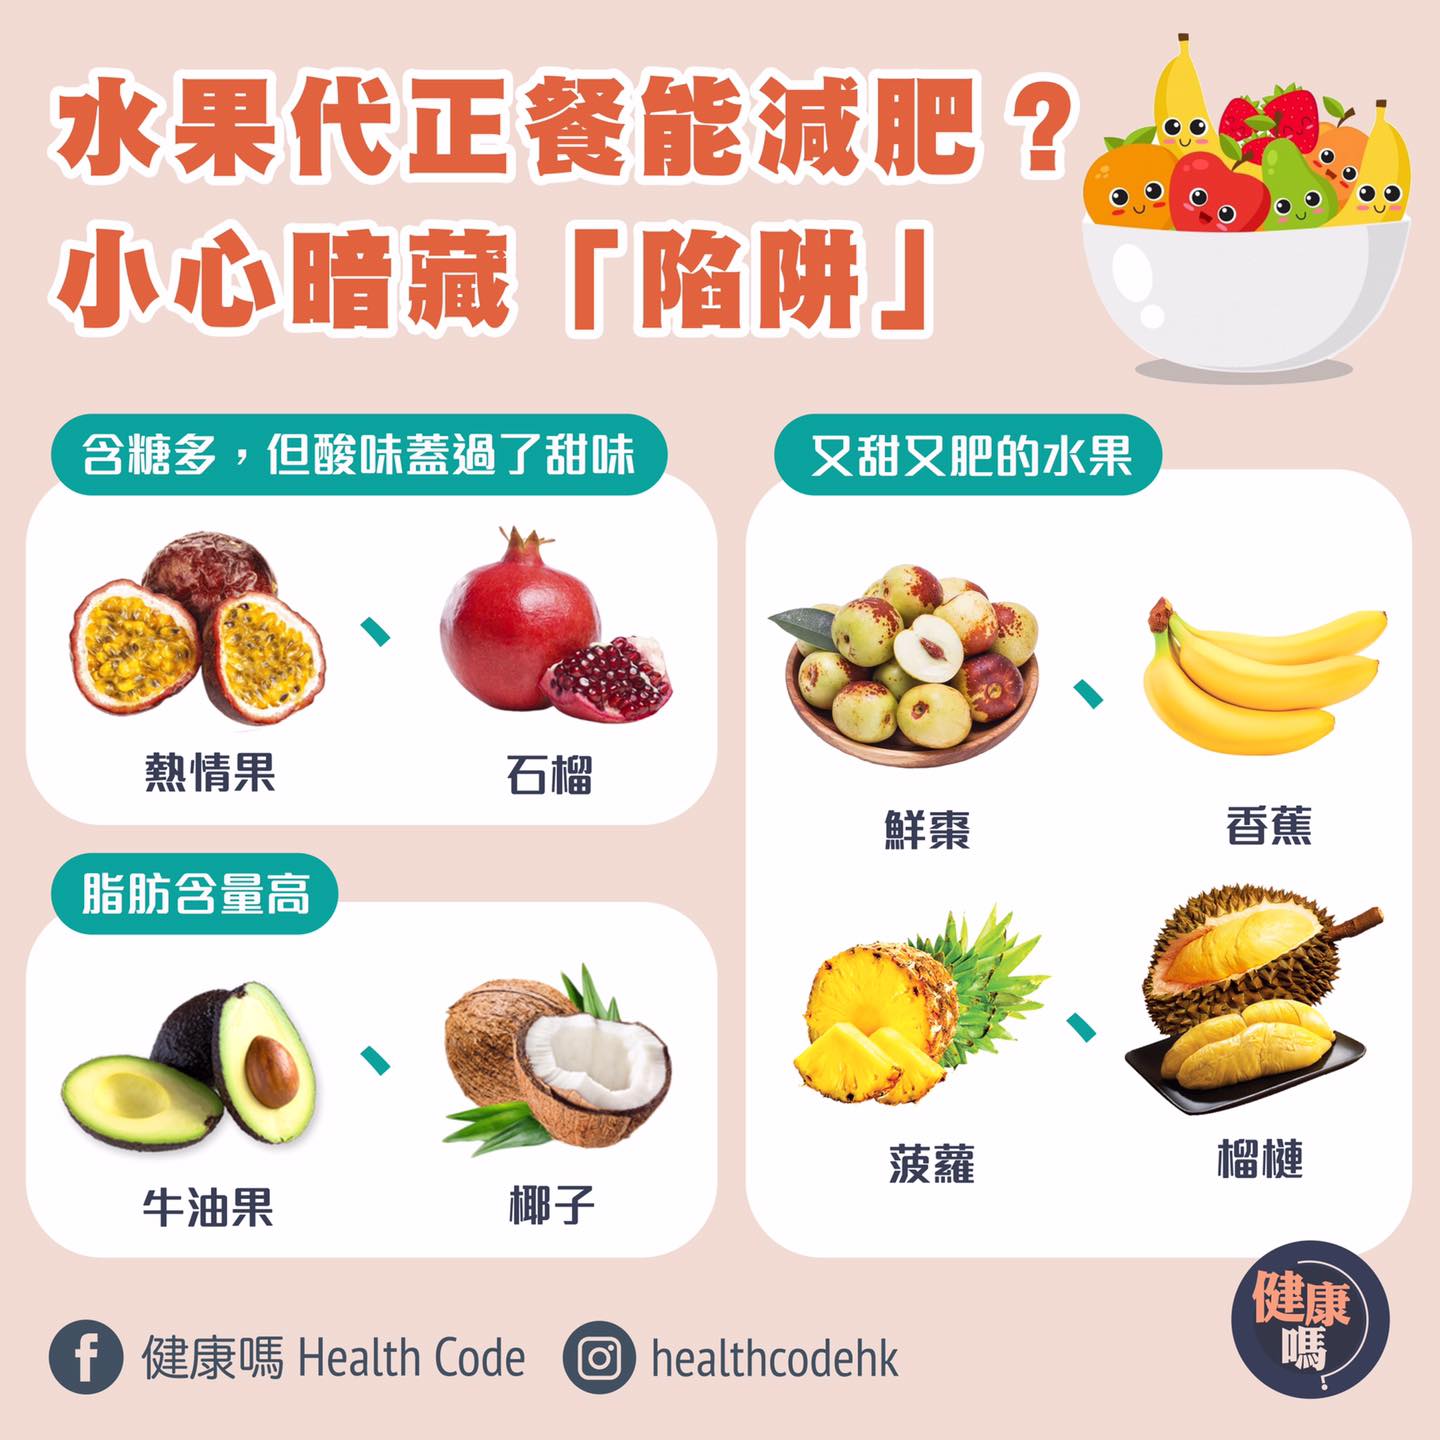 水果代正餐能減肥？
小心暗藏「陷阱」
含糖多，但酸味蓋過了甜味
熱情果、石榴
脂肪含量高
牛油果、椰子
又甜又肥的水果
鮮棗、香蕉
菠蘿、榴槤
健康嗎 Health Code
healthcodehk
健康
嗎